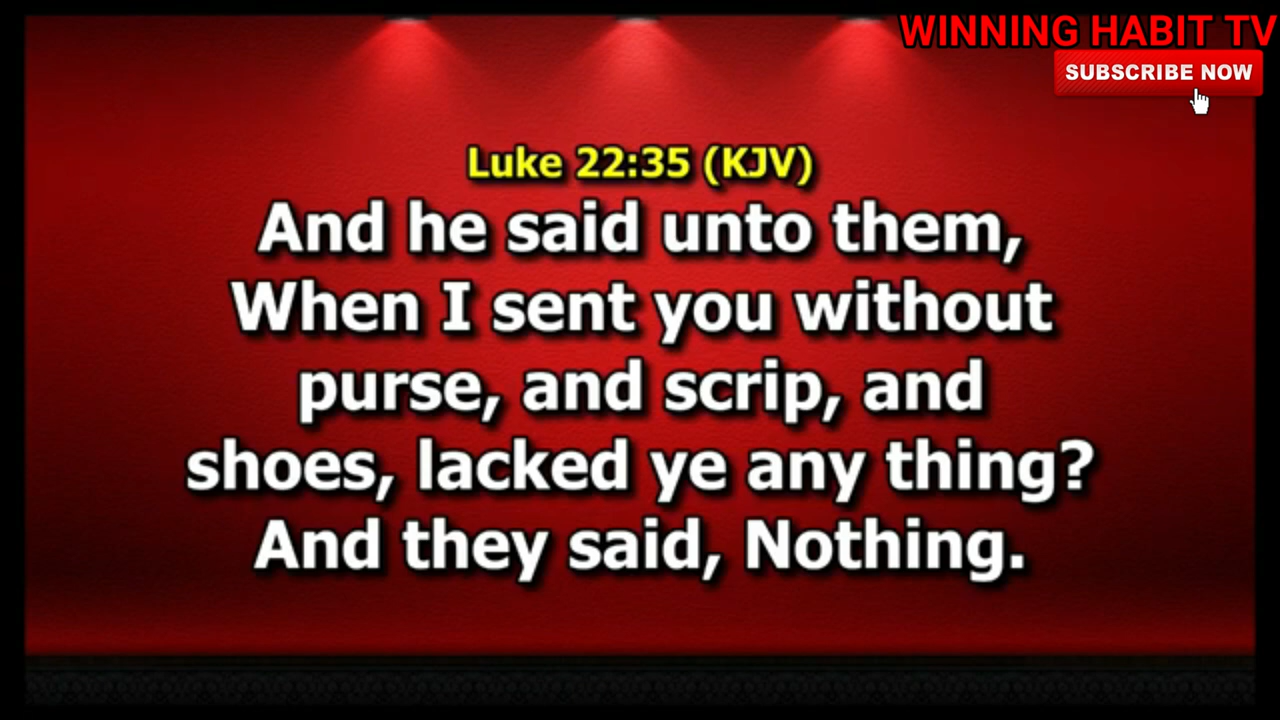 WINNING HABIT TV
SUBSCRIBE NOW
Luke 22:35 (KJV)
And he said unto them,
When I sent you without
purse, and scrip, and
shoes, lacked ye any thing?
And they said, Nothing.